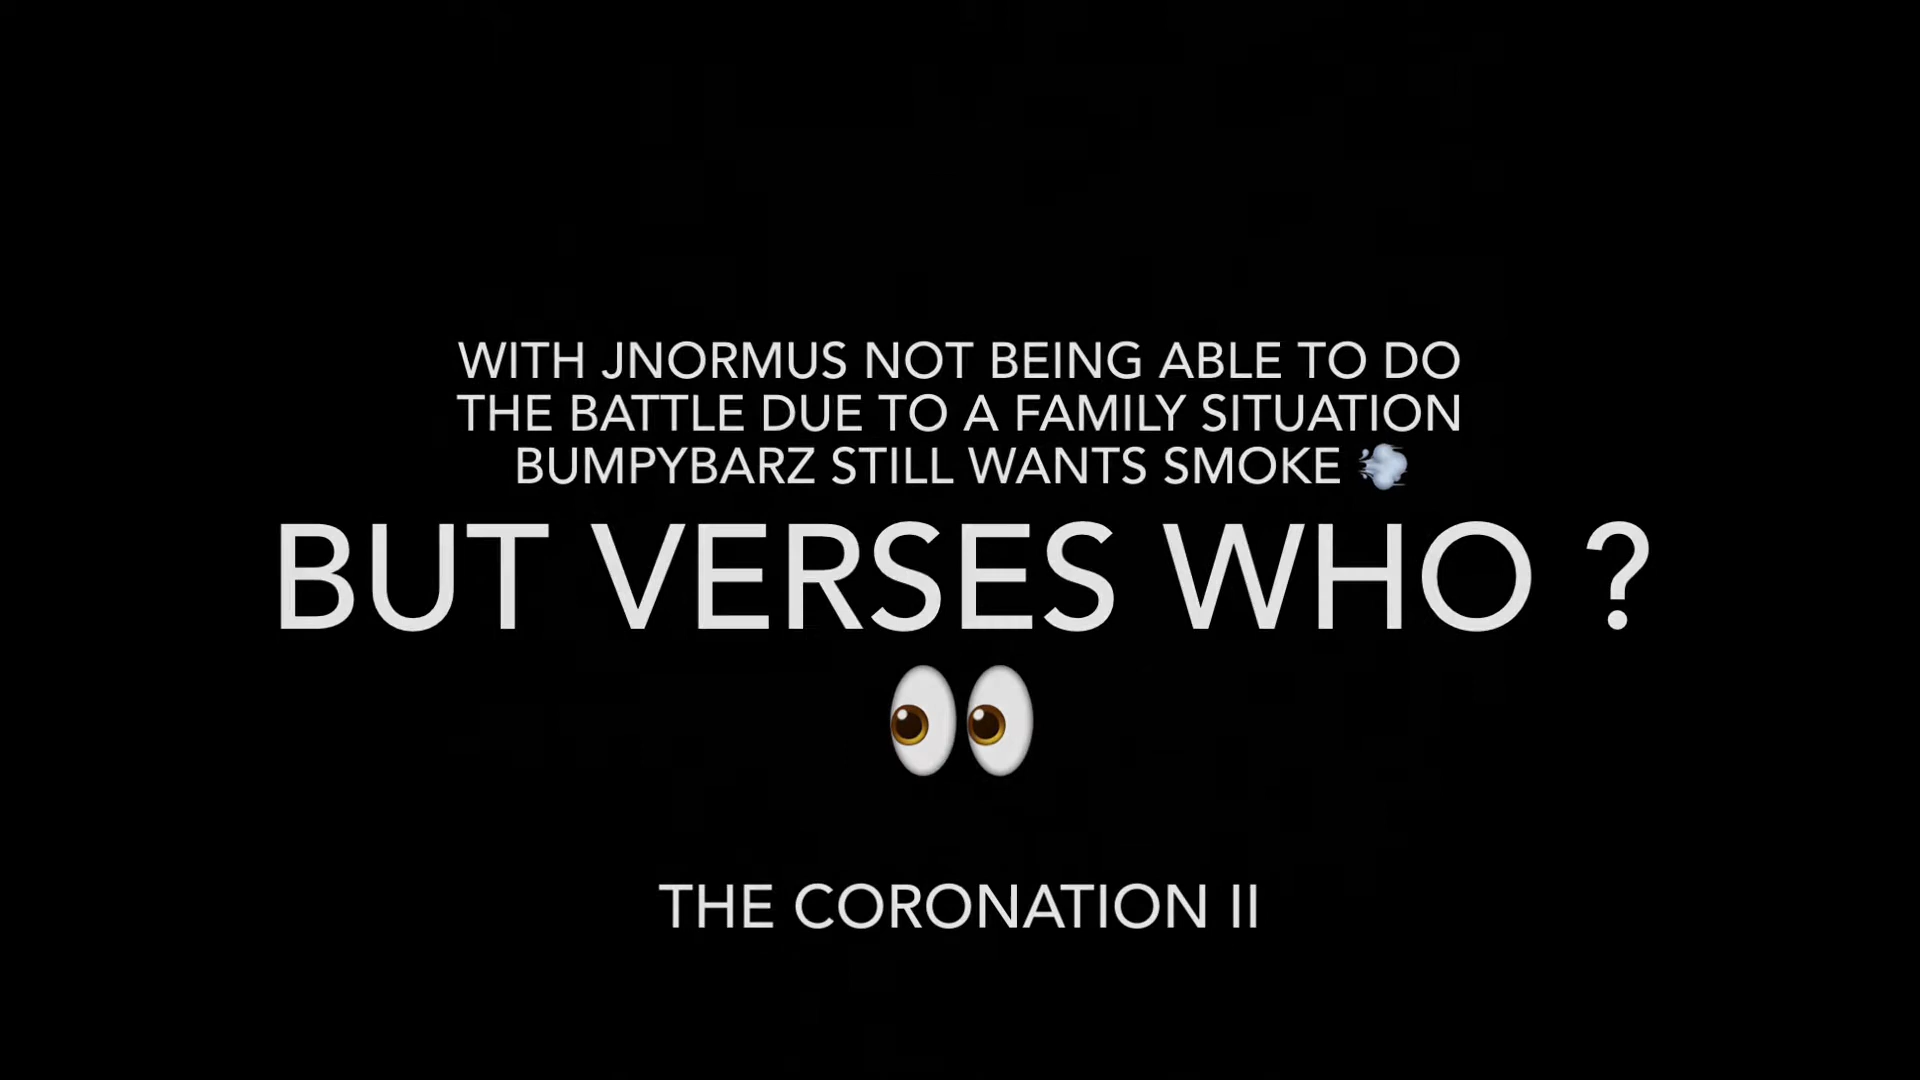 WITH JNORMUS NOT BEING ABLE TO DO
THE BATTLE DUE TO A FAMILY SITUATION
BUMPYBARZ STILL WANTS SMOKE 💨
BUT VERSES WHO ?
👀
THE CORONATION II